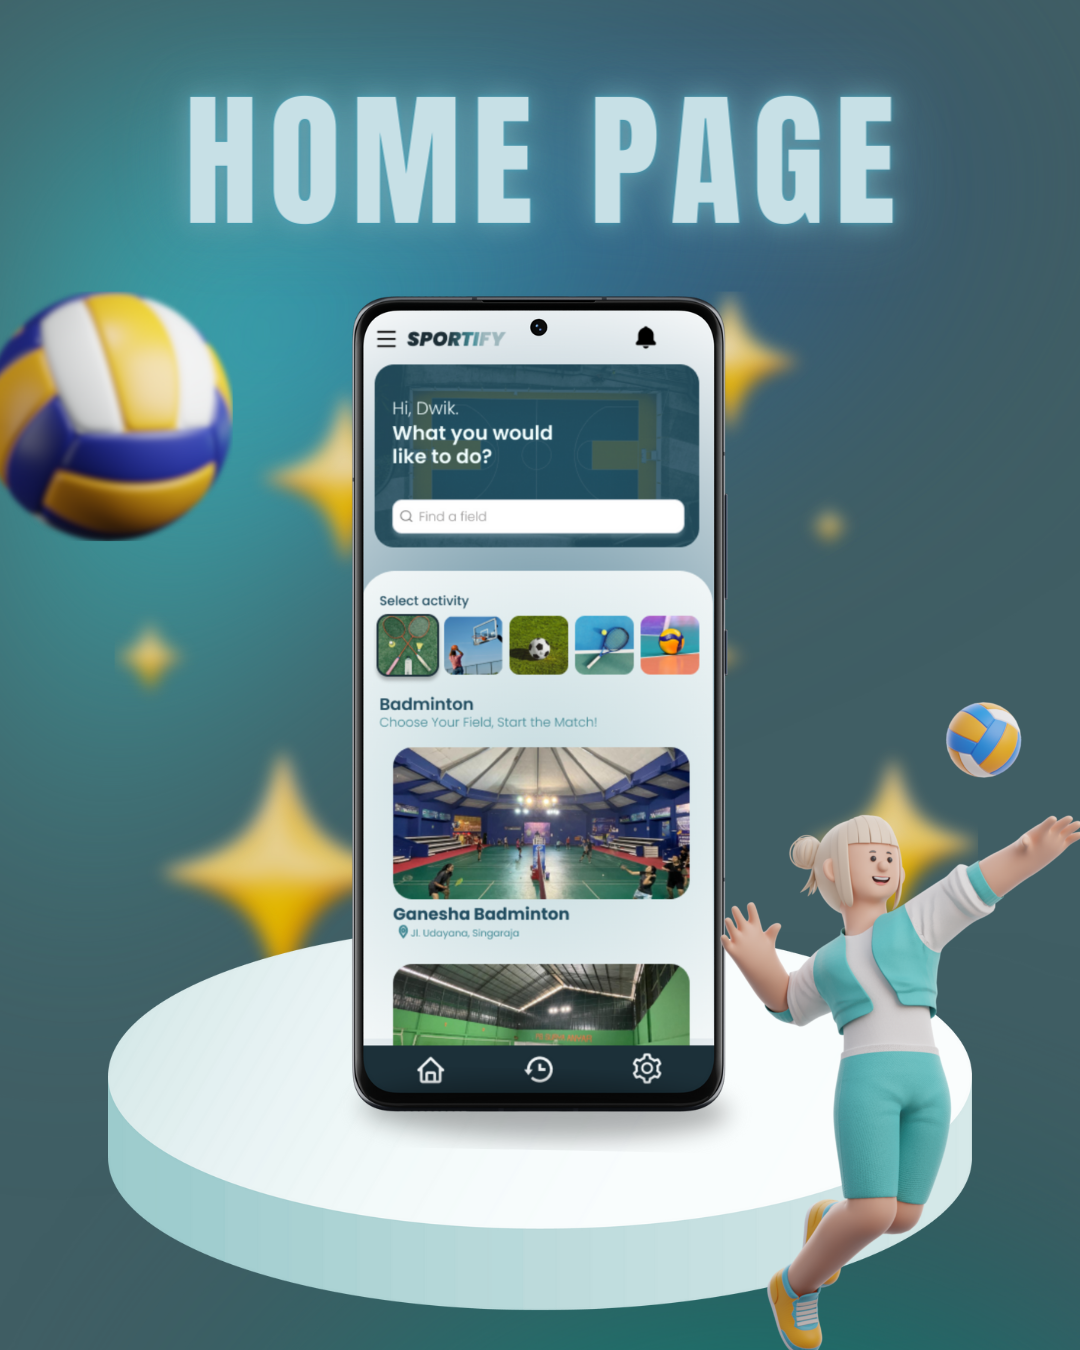 HOME PAGE
SPORTIFY
Hi, Dwik.
What you would
like to do?
Find a field
Select activity
Badminton
Choose Your Field, Start the Match!
Ganesha Badminton
Jl. Udayana, Singaraja